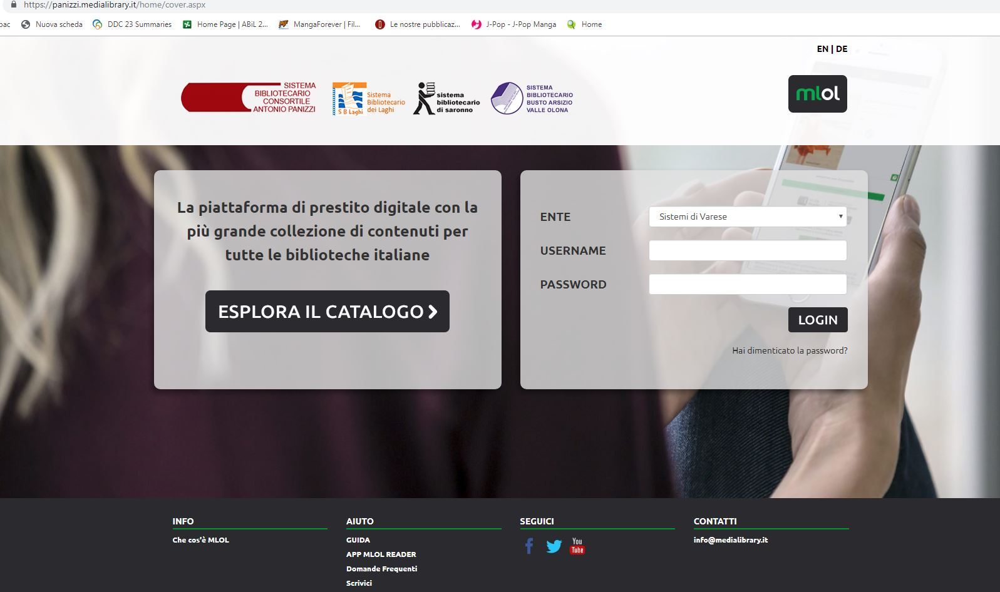 https://panizzi.medialibrary.it/home/cover.aspx
pac Nuova scheda DDC 23 Summaries Home Page | ABiL 2... MangaForever | Fil... Le nostre pubblicaz... J-Pop - J-Pop Manga Home
EN | DE
SISTEMA
BIBLIOTECARIO
CONSORTILE
ANTONIO PANIZZI
S B Laghi
Sistema
Bibliotecario
dei Laghi
sistema
bibliotecario
di saronno
SISTEMA
BIBLIOTECARIO
BUSTO ARSIZIO
VALLE OLONA
mlol
La piattaforma di prestito digitale con la
più grande collezione di contenuti per
tutte le biblioteche italiane
ESPLORA IL CATALOGO
ENTE Sistemi di Varese
USERNAME
PASSWORD
LOGIN
Hai dimenticato la password?
INFO
Che cos'è MLOL
AIUTO
GUIDA
APP MLOL READER
Domande Frequenti
Scrivici
SEGUICI
You
Tube
CONTATTI
info@medialibrary.it